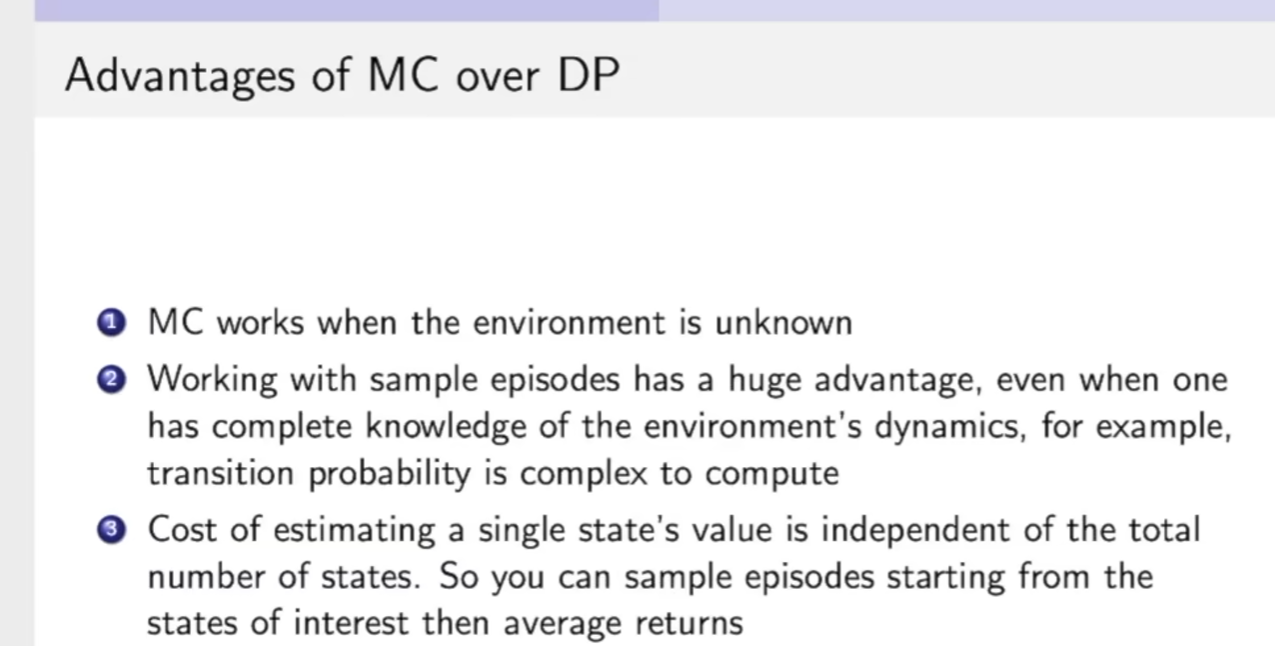 Advantages of MC over DP
1 MC works when the environment is unknown
2 Working with sample episodes has a huge advantage, even when one
has complete knowledge of the environment's dynamics, for example,
transition probability is complex to compute
3 Cost of estimating a single state's value is independent of the total
number of states. So you can sample episodes starting from the
states of interest then average returns